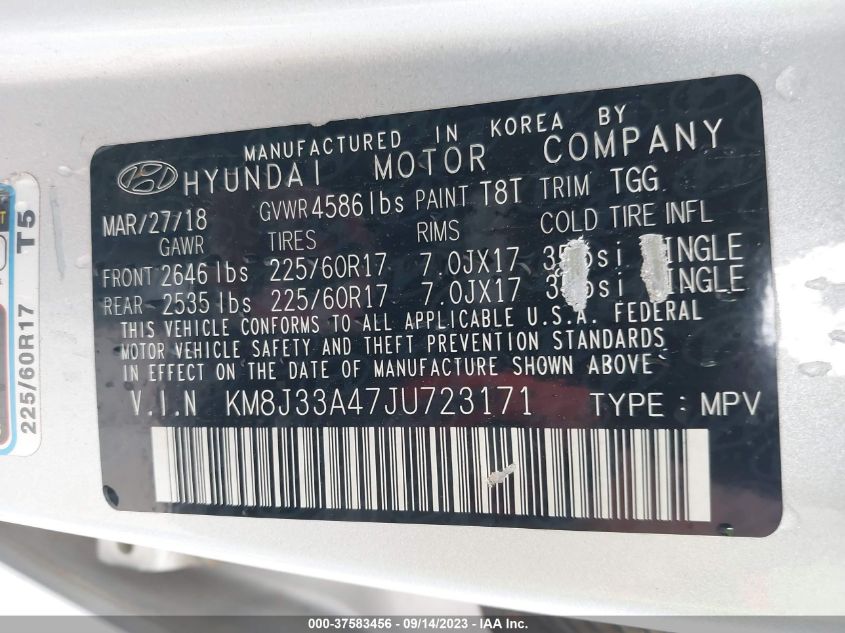 MANUFACTURED IN KOREA BY
HYUNDAI MOTOR COMPANY
MAR/27/18 GVWR 4586 lbs PAINT T8T TRIM TGG
GAWR TIRES RIMS COLD TIRE INFL
FRONT 2646 lbs 225/60R17 7.0JX17
REAR 2535 lbs 225/60R17 7.0JX17
THIS VEHICLE CONFORMS TO ALL APPLICABLE U.S.A. FEDERAL
MOTOR VEHICLE SAFETY AND THEFT PREVENTION STANDARDS
IN EFFECT ON THE DATE OF MANUFACTURE SHOWN ABOVE
V.I.N KM8J33A47JU723171 TYPE : MPV
225/60R17 T5
000-37583456 - 09/14/2023 - IAA Inc.